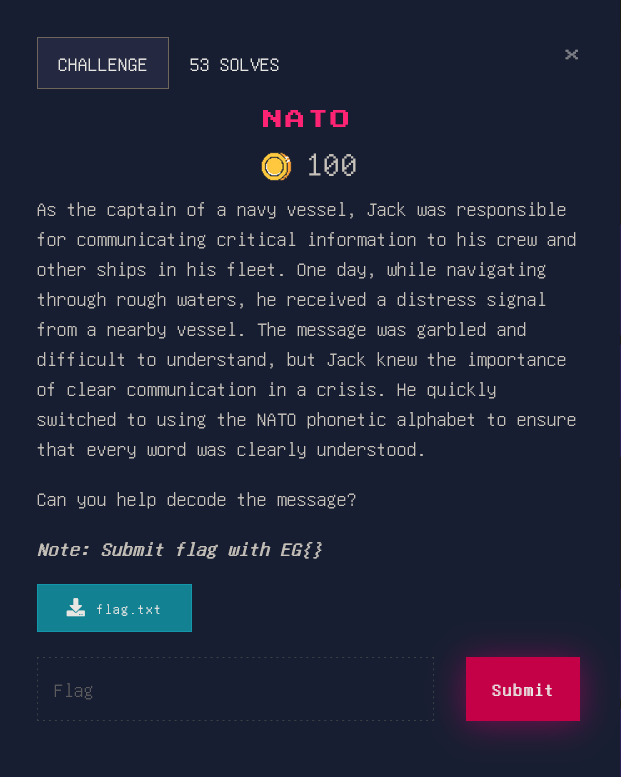 CHALLENGE
53 SOLVES
×
NATO
100
As the captain of a navy vessel, Jack was responsible
for communicating critical information to his crew and
other ships in his fleet. One day, while navigating
through rough waters, he received a distress signal
from a nearby vessel. The message was garbled and
difficult to understand, but Jack knew the importance
of clear communication in a crisis. He quickly
switched to using the NATO phonetic alphabet to ensure
that every word was clearly understood.
Can you help decode the message?
Note: Submit flag with EG{}
flag.txt
Flag
Submit